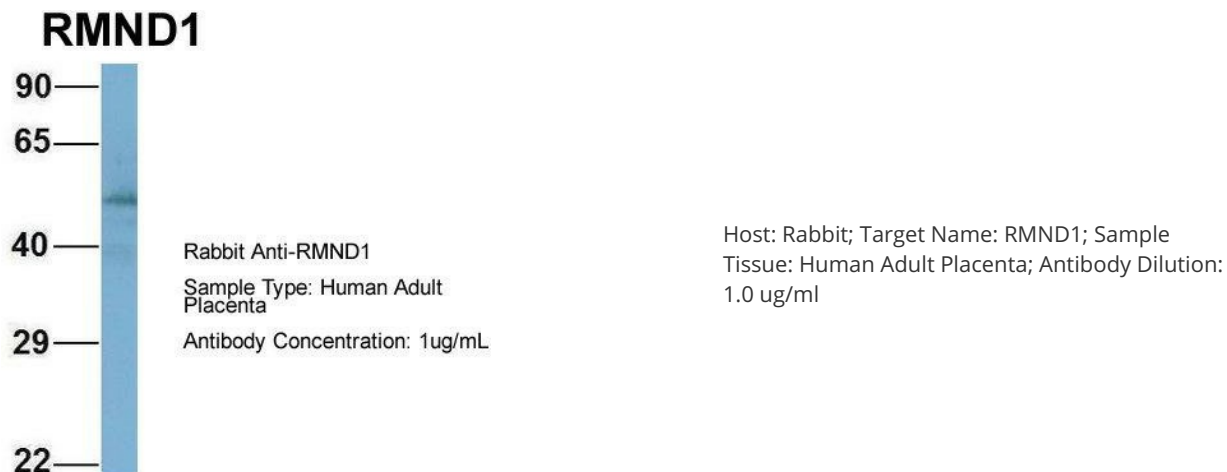 RMND1
90
65
40
29
22
Rabbit Anti-RMND1
Sample Type: Human Adult
Placenta
Antibody Concentration: 1ug/mL
Host: Rabbit; Target Name: RMND1; Sample
Tissue: Human Adult Placenta; Antibody Dilution:
1.0 ug/ml